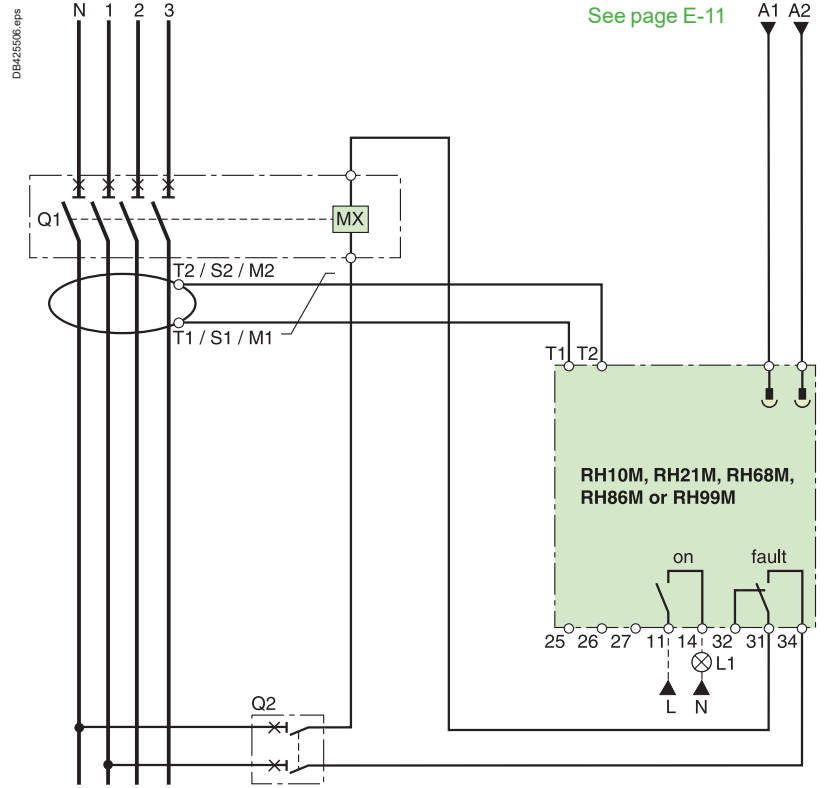 DB425506.eps
N 1 2 3
See page E-11
A1 A2
Q1
MX
T2 / S2 / M2
T1 / S1 / M1
T1 T2
RH10M, RH21M, RH68M,
RH86M or RH99M
on fault
25 26 27 11 14 32 31 34
L1
L N
Q2